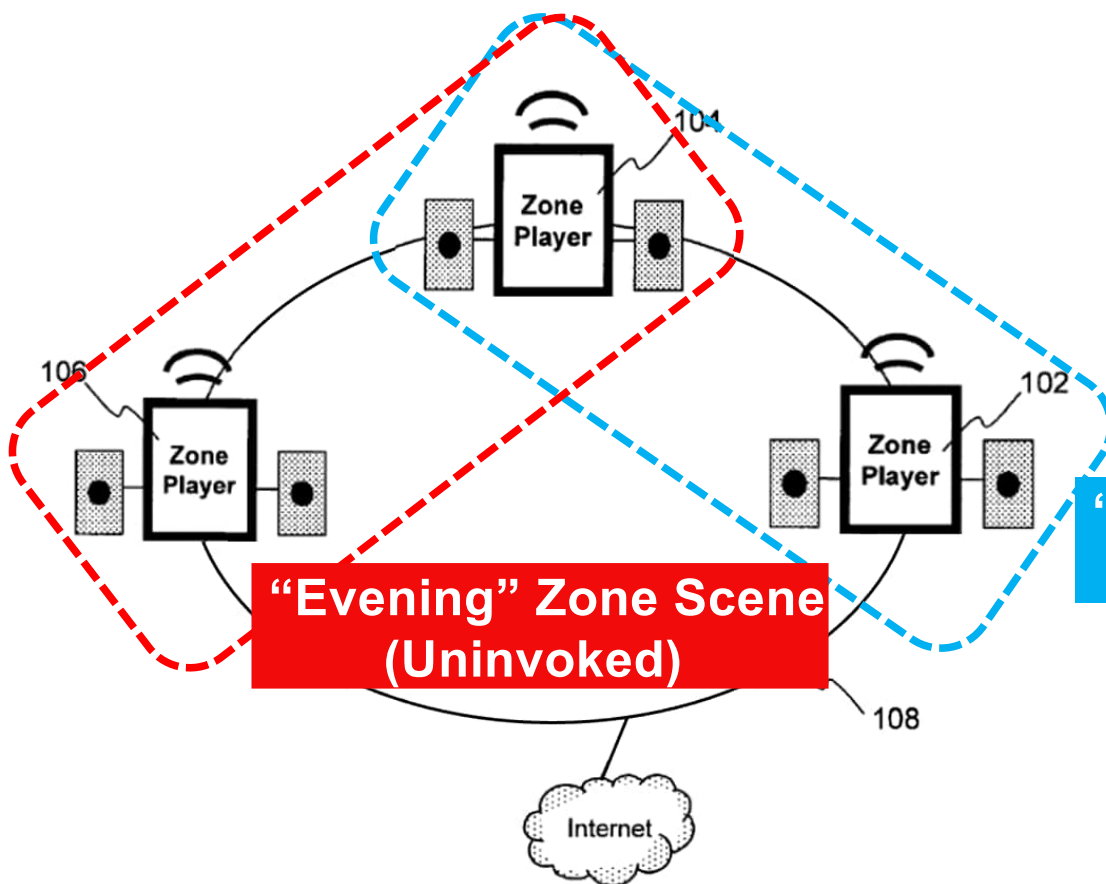 104
Zone
Player
106
Zone
Player
102
Zone
Player
“
“Evening” Zone Scene
(Uninvoked)
108
Internet